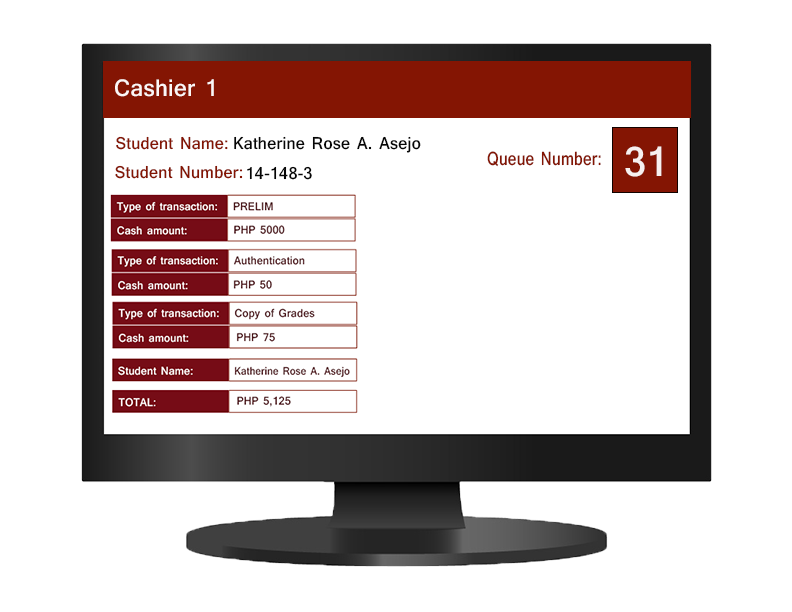 Cashier 1
Student Name: Katherine Rose A. Asejo
Student Number: 14-148-3
Queue Number: 31
Type of transaction: PRELIM
Cash amount: PHP 5000
Type of transaction: Authentication
Cash amount: PHP 50
Type of transaction: Copy of Grades
Cash amount: PHP 75
Student Name: Katherine Rose A. Asejo
TOTAL: PHP 5,125